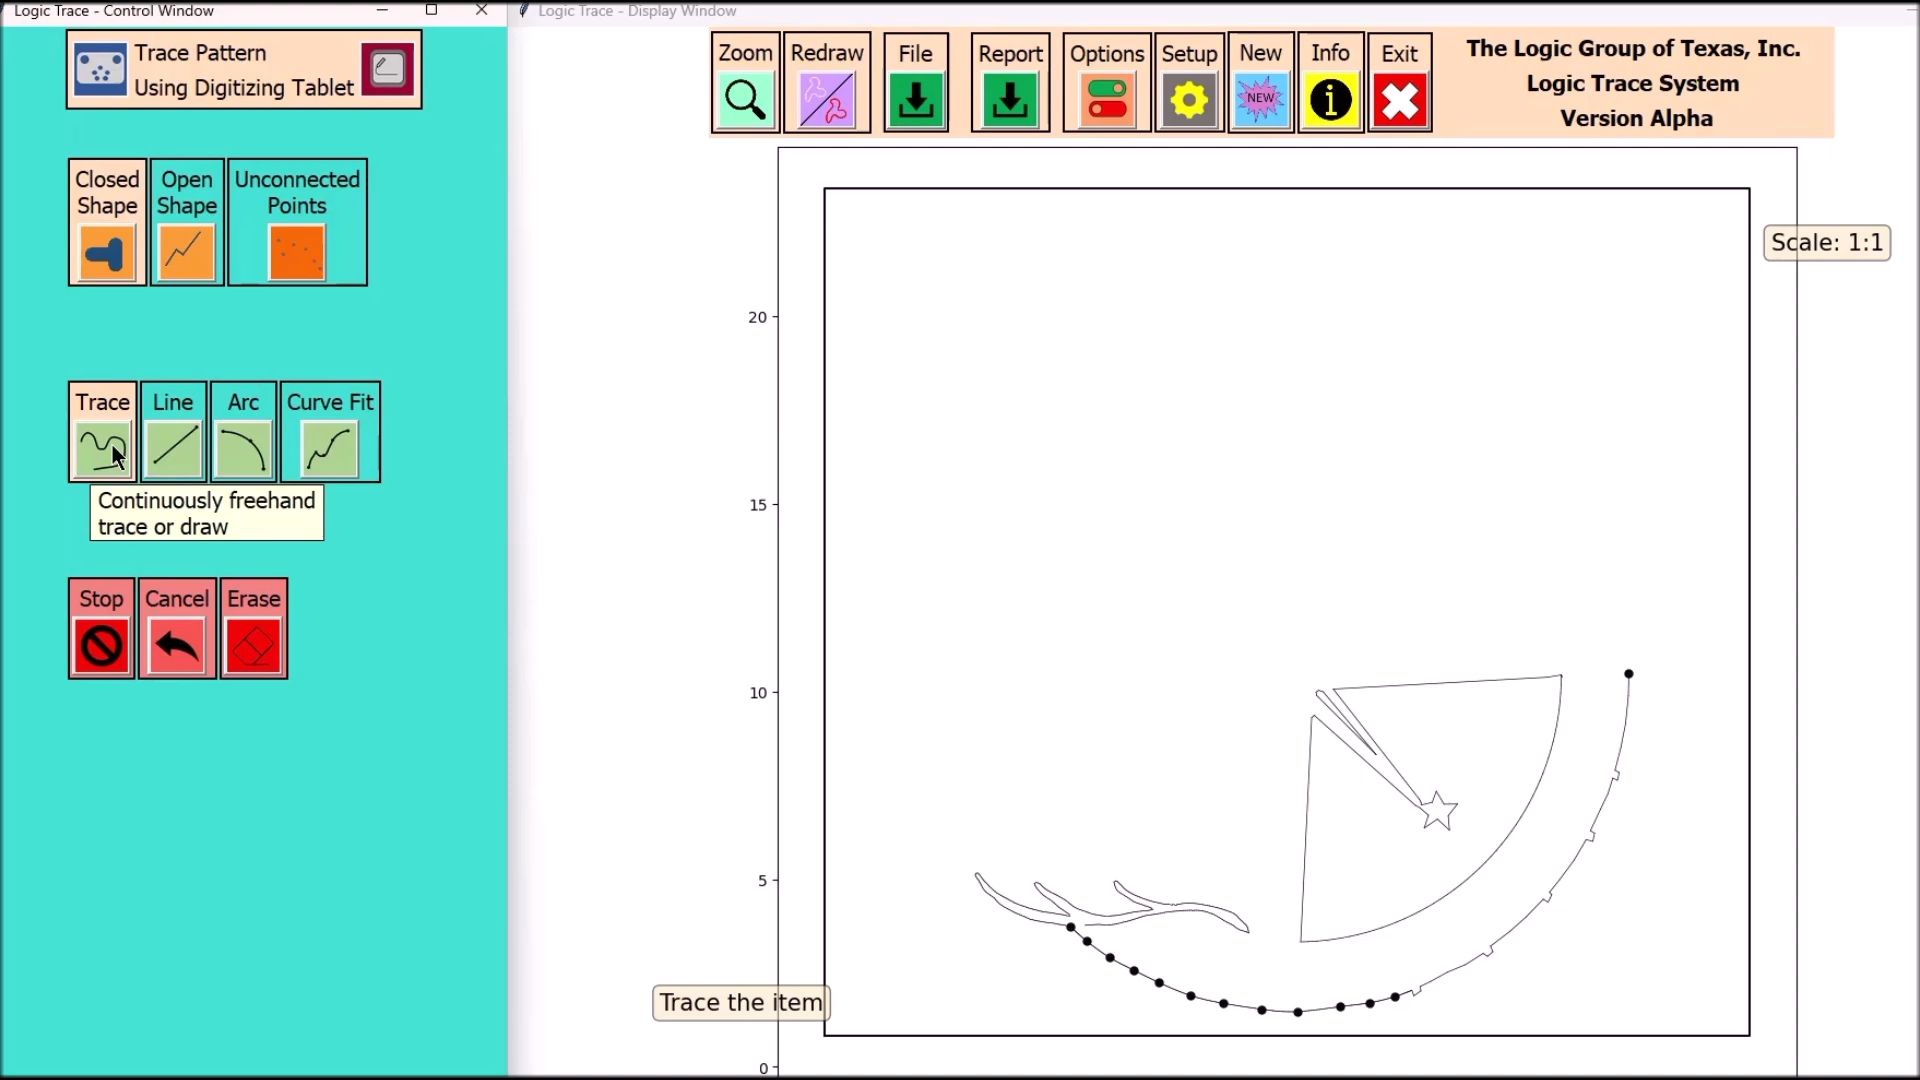 Logic Trace - Control Window
Logic Trace - Display Window
Trace Pattern
Using Digitizing Tablet
Zoom
Redraw
File
Report
Options
Setup
New
Info
Exit
NEW
The Logic Group of Texas, Inc.
Logic Trace System
Version Alpha
Closed
Shape
Open
Shape
Unconnected
Points
Scale: 1:1
20
15
10
5
0
Trace
Line
Arc
Curve Fit
Continuously freehand
trace or draw
Stop
Cancel
Erase
Trace the item